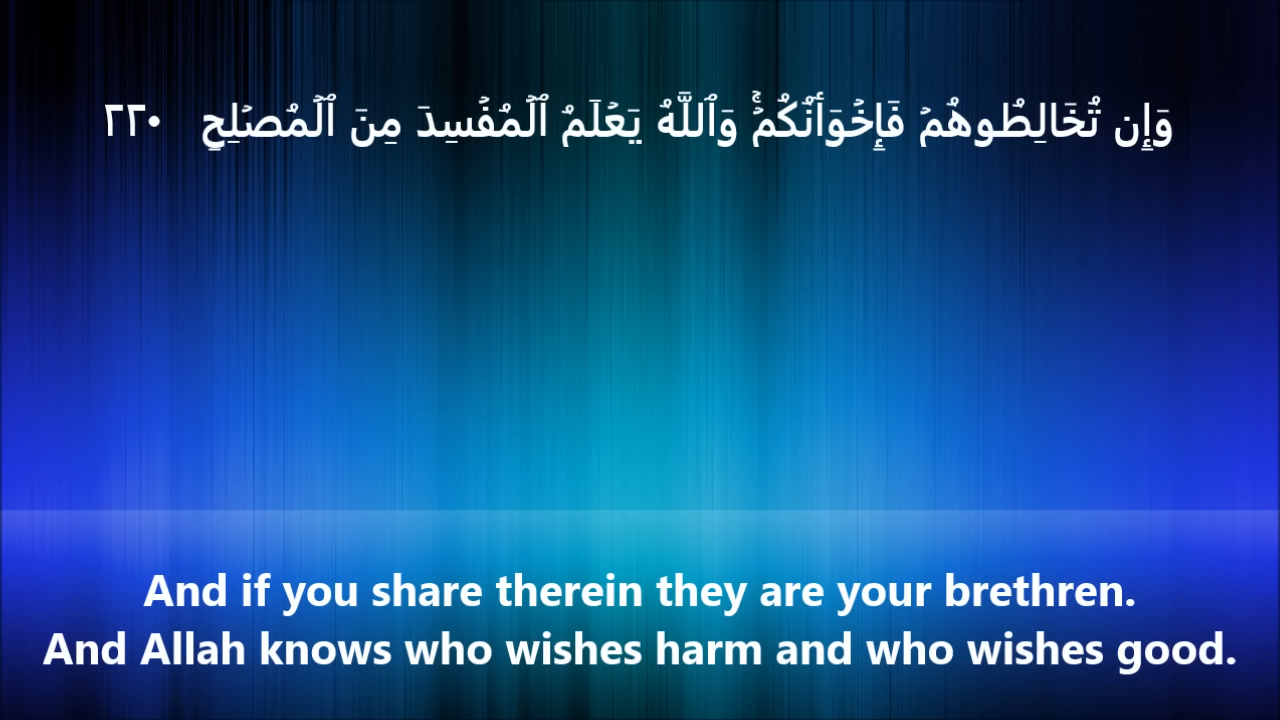 وَإِن تُخَالِطُوهُمۡ فَإِخۡوَٲنُكُمۡۚ وَٱللَّهُ يَعۡلَمُ ٱلۡمُفۡسِدَ مِنَ ٱلۡمُصۡلِحِ ٢٢٠
And if you share therein they are your brethren.
And Allah knows who wishes harm and who wishes good.